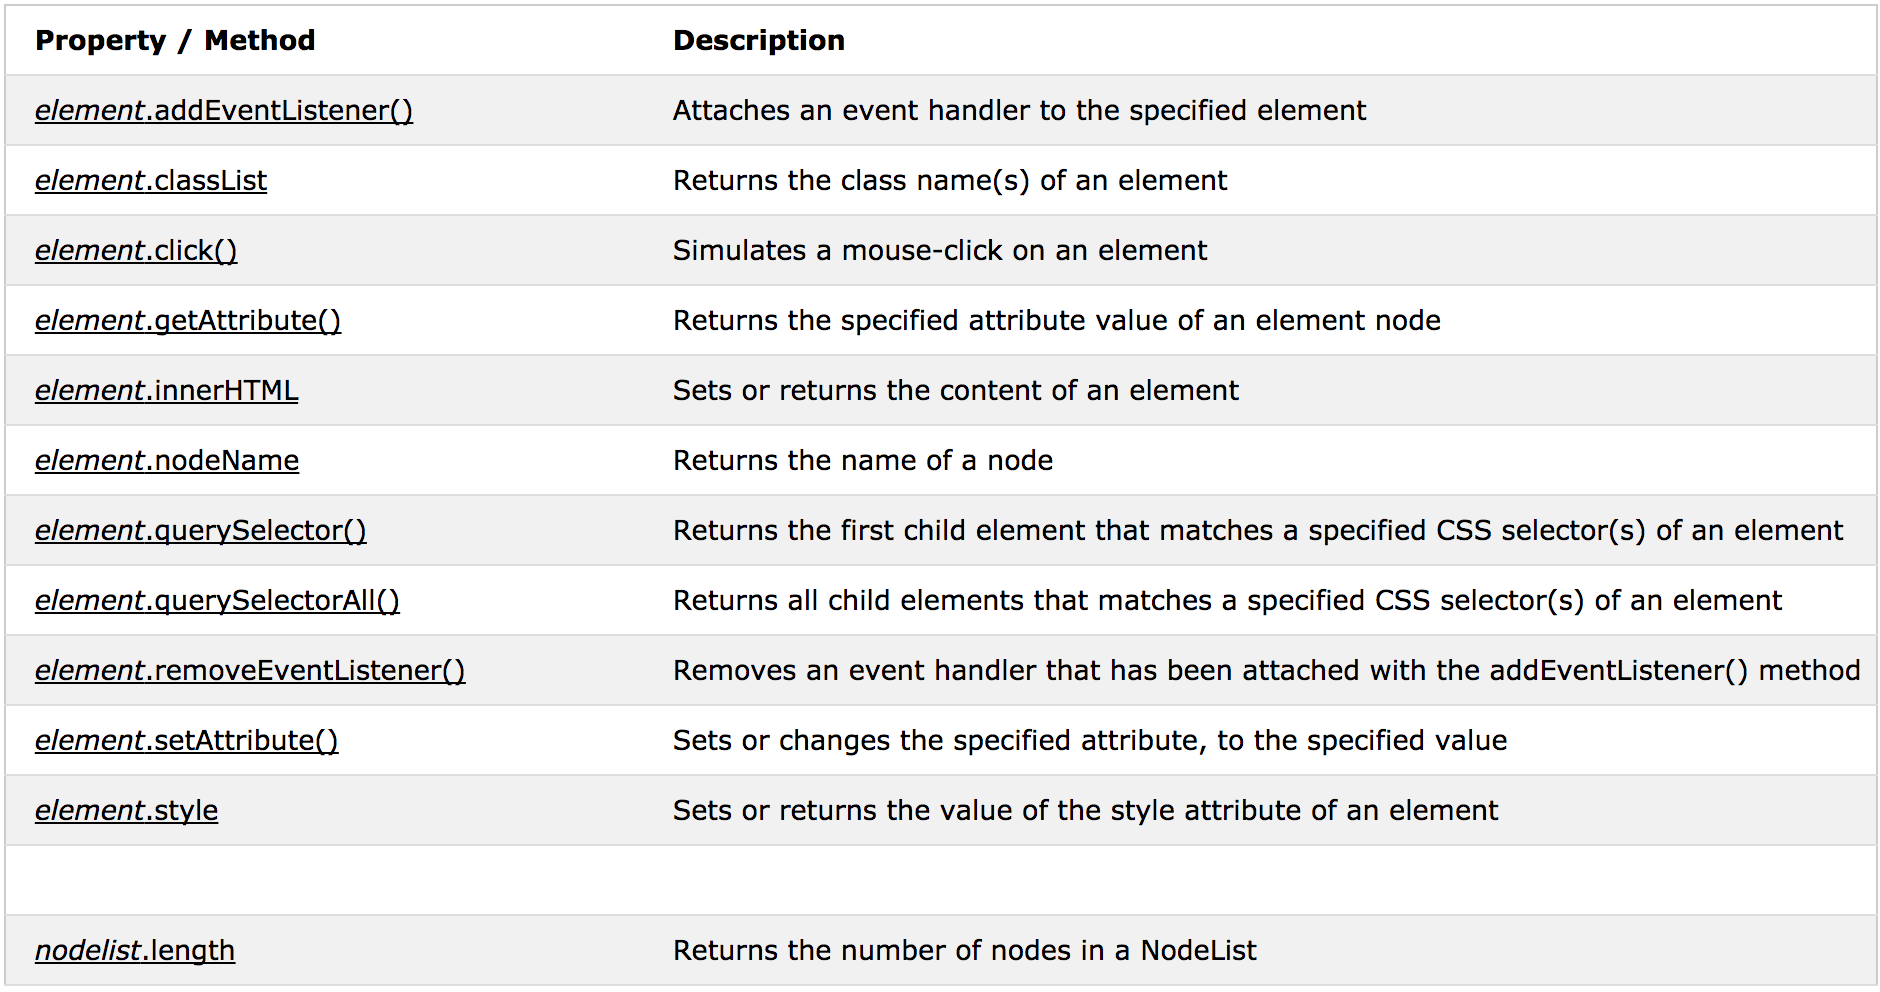 Property / Method Description
element.addEventListener() Attaches an event handler to the specified element
element.classList Returns the class name(s) of an element
element.click() Simulates a mouse-click on an element
element.getAttribute() Returns the specified attribute value of an element node
element.innerHTML Sets or returns the content of an element
element.nodeName Returns the name of a node
element.querySelector() Returns the first child element that matches a specified CSS selector(s) of an element
element.querySelectorAll() Returns all child elements that matches a specified CSS selector(s) of an element
element.removeEventListener() Removes an event handler that has been attached with the addEventListener() method
element.setAttribute() Sets or changes the specified attribute, to the specified value
element.style Sets or returns the value of the style attribute of an element
nodelist.length Returns the number of nodes in a NodeList